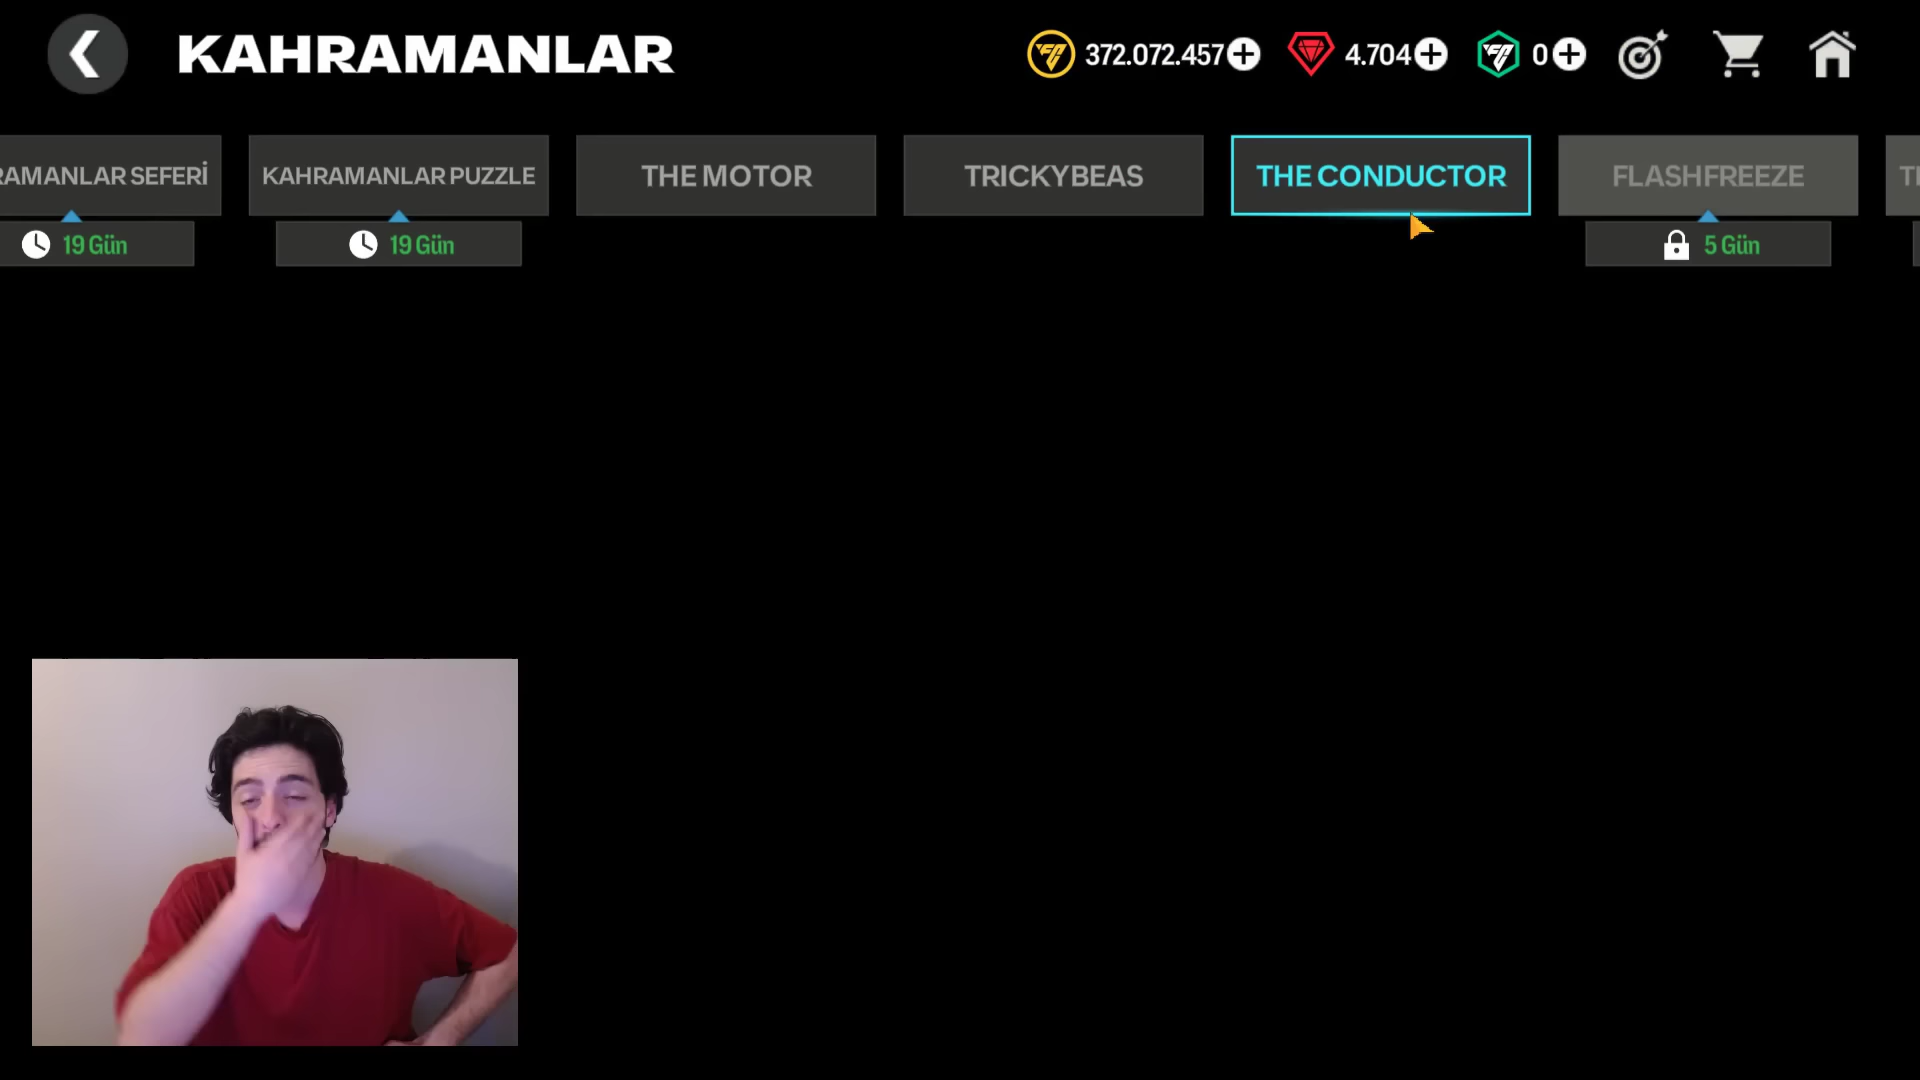 KAHRAMANLAR
372.072.457
4.704
0
RAMANLAR SEFERİ
KAHRAMANLAR PUZZLE
THE MOTOR
TRICKYBEAS
THE CONDUCTOR
FLASHFREEZE
19 Gün
19 Gün
5 Gün